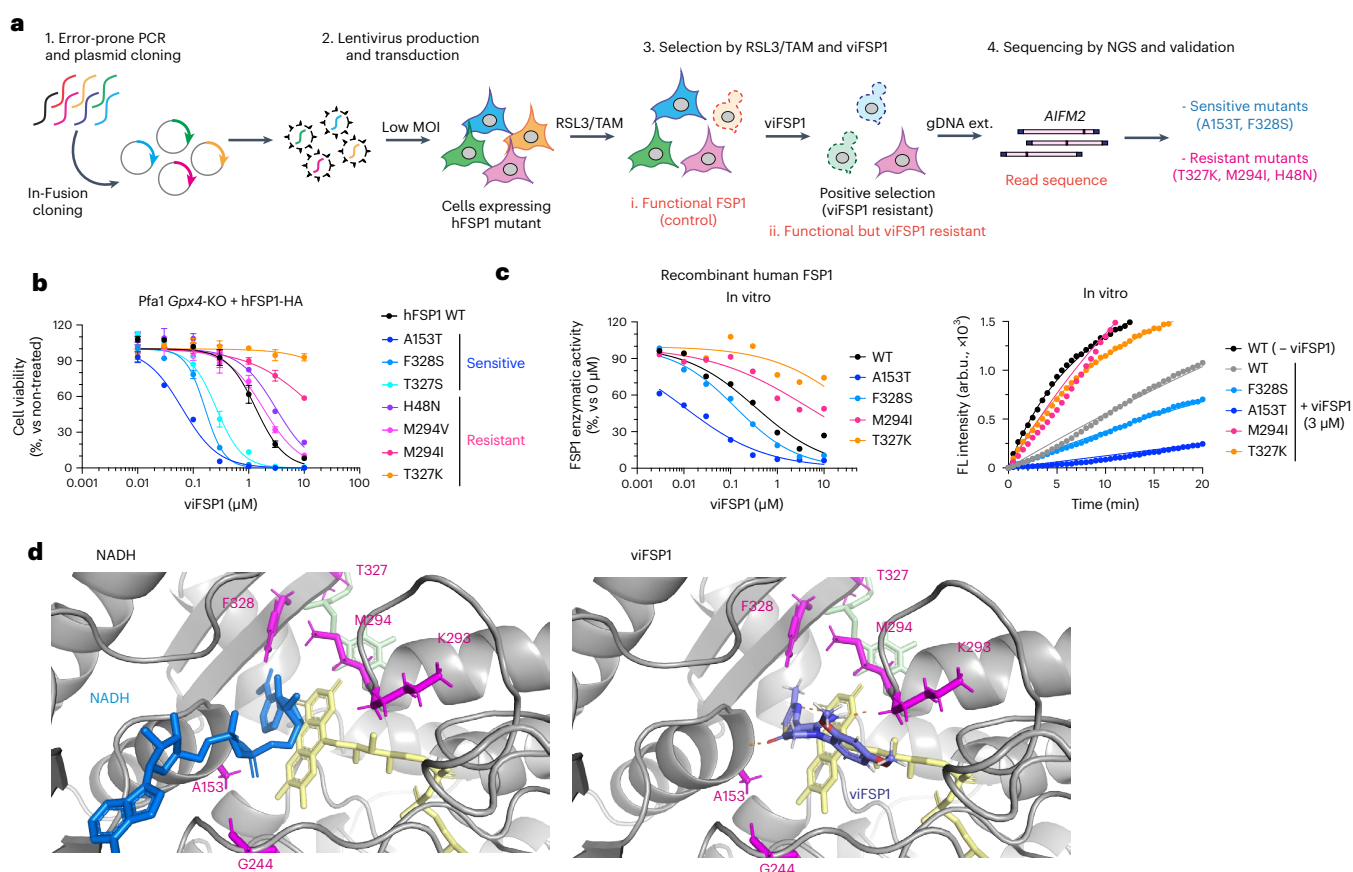 a
1. Error-prone PCR
and plasmid cloning
In-Fusion
cloning
2. Lentivirus production
and transduction
Low MOI
Cells expressing
hFSP1 mutant
RSL3/TAM
3. Selection by RSL3/TAM and viFSP1
i. Functional FSP1
(control)
viFSP1
Positive selection
(viFSP1 resistant)
ii. Functional but viFSP1 resistant
gDNA ext.
4. Sequencing by NGS and validation
AIFM2
Read sequence
- Sensitive mutants
(A153T, F328S)
- Resistant mutants
(T327K, M294I, H48N)
b
Pfa1 Gpx4-KO + hFSP1-HA
Cell viability
(%, vs non-treated)
120
90
60
30
0
0.001 0.01 0.1 1 10 100
viFSP1 (µM)
hFSP1 WT
A153T
F328S
T327S
H48N
M294V
M294I
T327K
Sensitive
Resistant
c
Recombinant human FSP1
In vitro
FSP1 enzymatic activity
(%, vs 0 µM)
120
90
60
30
0
0.001 0.01 0.1 1 10
viFSP1 (µM)
WT
A153T
F328S
M294I
T327K
In vitro
FL intensity (arb.u., ×10³)
1.5
1.0
0.5
0
0 5 10 15 20
Time (min)
WT (− viFSP1)
WT
F328S
A153T
M294I
T327K
+ viFSP1
(3 µM)
d
NADH
T327
F328
M294
K293
NADH
A153
G244
viFSP1
T327
F328
M294
K293
A153
viFSP1
G244